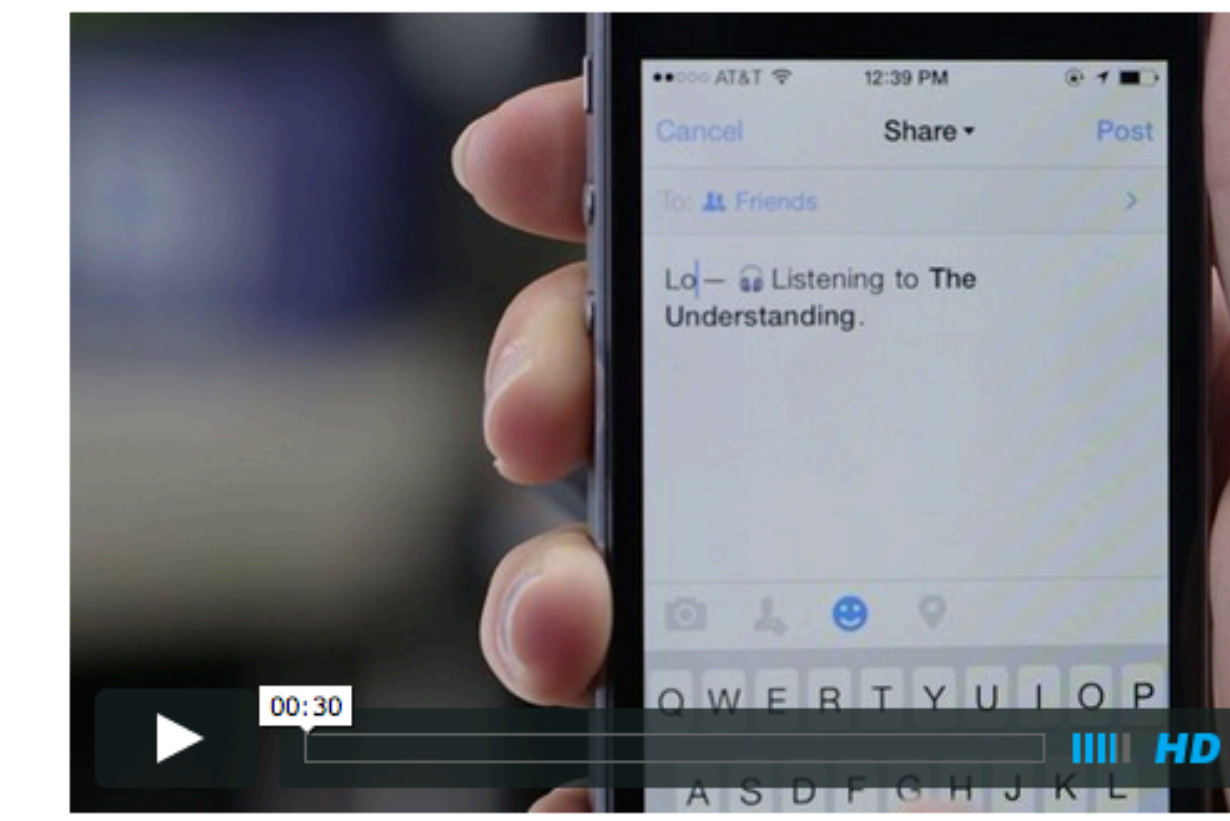 AT&T 12:39 PM
Cancel Share Post
To: Friends
Lo — Listening to The
Understanding.
Q W E R T Y U I O P
00:30
HD
A S D F G H J K L